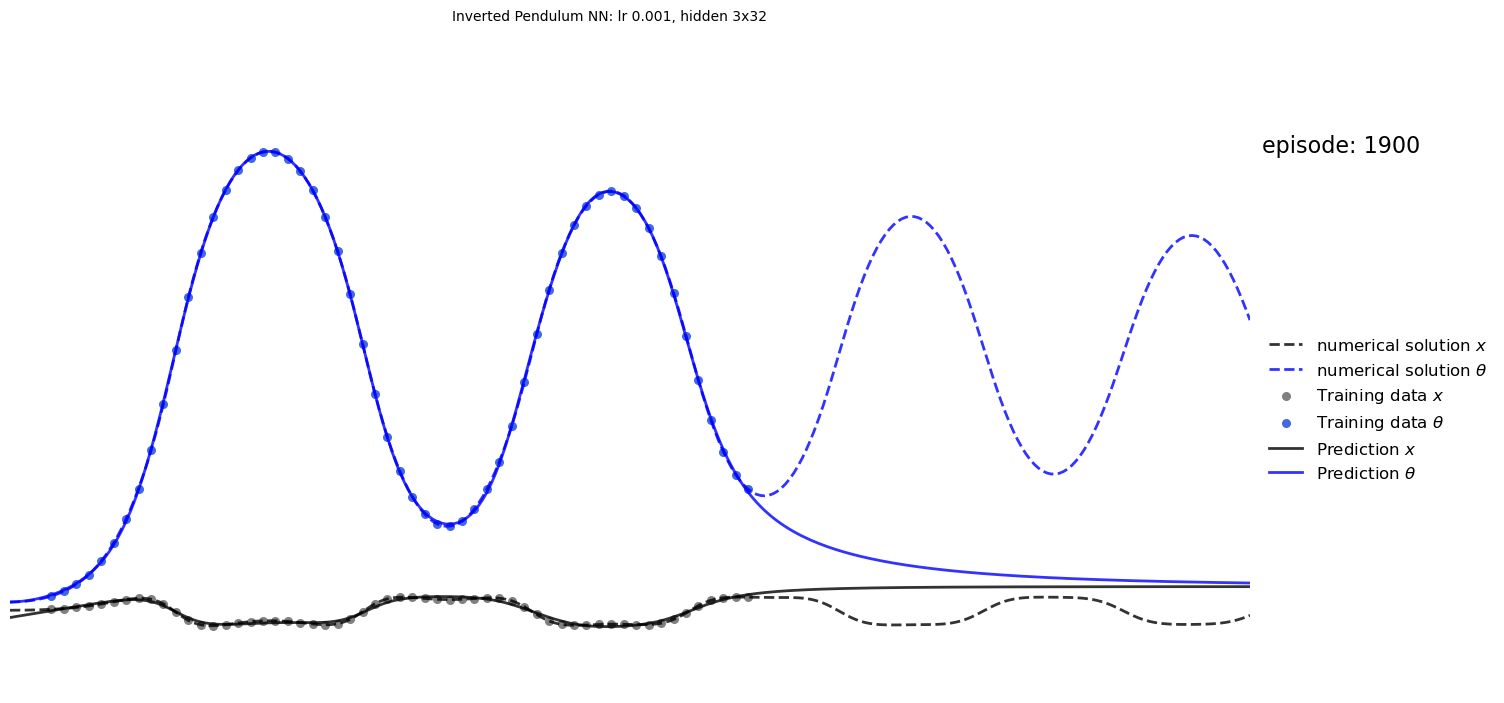 Inverted Pendulum NN: lr 0.001, hidden 3x32
episode: 1900
numerical solution x
numerical solution θ
Training data x
Training data θ
Prediction x
Prediction θ